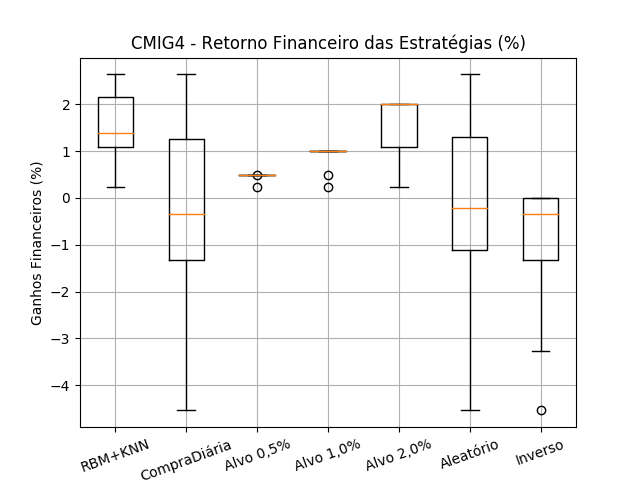 CMIG4 - Retorno Financeiro das Estratégias (%)
Ganhos Financeiros (%)
2
1
0
−1
−2
−3
−4
RBM+KNN
CompraDiária
Alvo 0,5%
Alvo 1,0%
Alvo 2,0%
Aleatório
Inverso